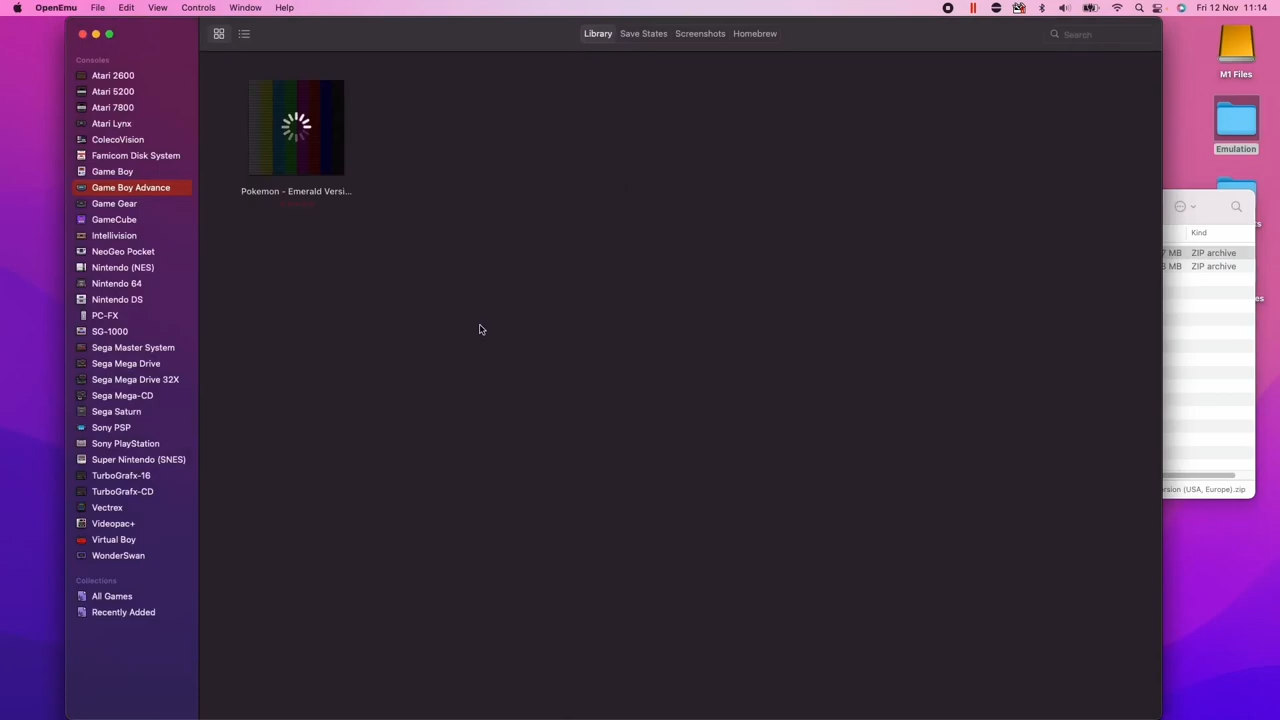 OpenEmu File Edit View Controls Window Help
Fri 12 Nov 11:14
Library Save States Screenshots Homebrew
Search
Consoles
Atari 2600
Atari 5200
Atari 7800
Atari Lynx
ColecoVision
Famicom Disk System
Game Boy
Game Boy Advance
Game Gear
GameCube
Intellivision
NeoGeo Pocket
Nintendo (NES)
Nintendo 64
Nintendo DS
PC-FX
SG-1000
Sega Master System
Sega Mega Drive
Sega Mega Drive 32X
Sega Mega-CD
Sega Saturn
Sony PSP
Sony PlayStation
Super Nintendo (SNES)
TurboGrafx-16
TurboGrafx-CD
Vectrex
Videopac+
Virtual Boy
WonderSwan
Collections
All Games
Recently Added
Pokemon - Emerald Versi...
M1 Files
Emulation
Kind
MB ZIP archive
MB ZIP archive
rsion (USA, Europe).zip